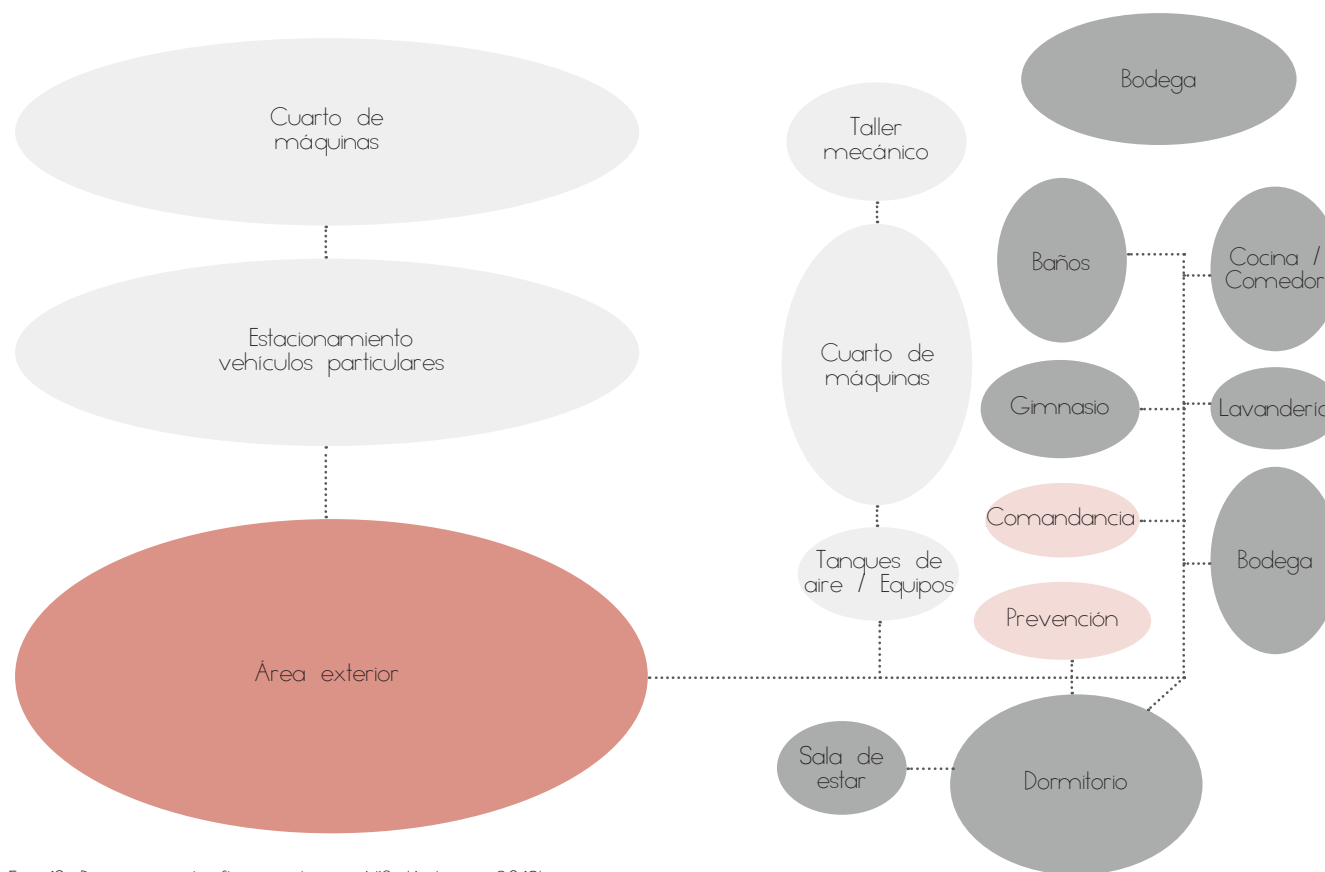 Cuarto de
máquinas
Estacionamiento
vehículos particulares
Área exterior
Taller
mecánico
Cuarto de
máquinas
Tanques de
aire / Equipos
Sala de
estar
Bodega
Baños
Cocina /
Comedor
Gimnasio
Lavandería
Comandancia
Bodega
Prevención
Dormitorio